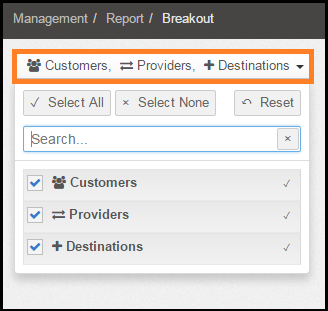 Management / Report / Breakout
Customers, Providers, Destinations
Select All Select None Reset
Search...
Customers
Providers
Destinations